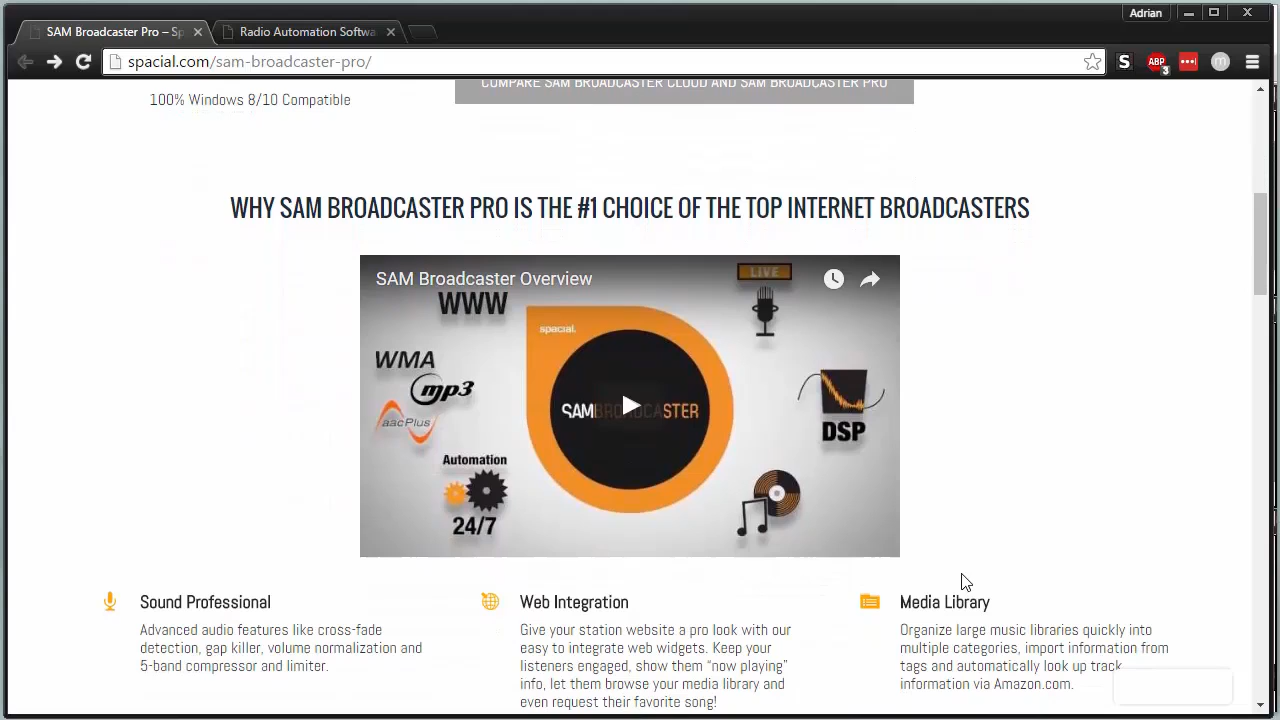 Adrian
SAM Broadcaster Pro – Sp
Radio Automation Softwa
spacial.com/sam-broadcaster-pro/
S
ABP
3
m
COMPARE SAM BROADCASTER CLOUD AND SAM BROADCASTER PRO
100% Windows 8/10 Compatible
WHY SAM BROADCASTER PRO IS THE #1 CHOICE OF THE TOP INTERNET BROADCASTERS
SAM Broadcaster Overview
LIVE
WWW
spacial.
WMA
mp3
aacPlus
SAMBROADCASTER
DSP
Automation
24/7
Sound Professional
Advanced audio features like cross-fade
detection, gap killer, volume normalization and
5-band compressor and limiter.
Web Integration
Give your station website a pro look with our
easy to integrate web widgets. Keep your
listeners engaged, show them “now playing”
info, let them browse your media library and
even request their favorite song!
Media Library
Organize large music libraries quickly into
multiple categories, import information from
tags and automatically look up track
information via Amazon.com.